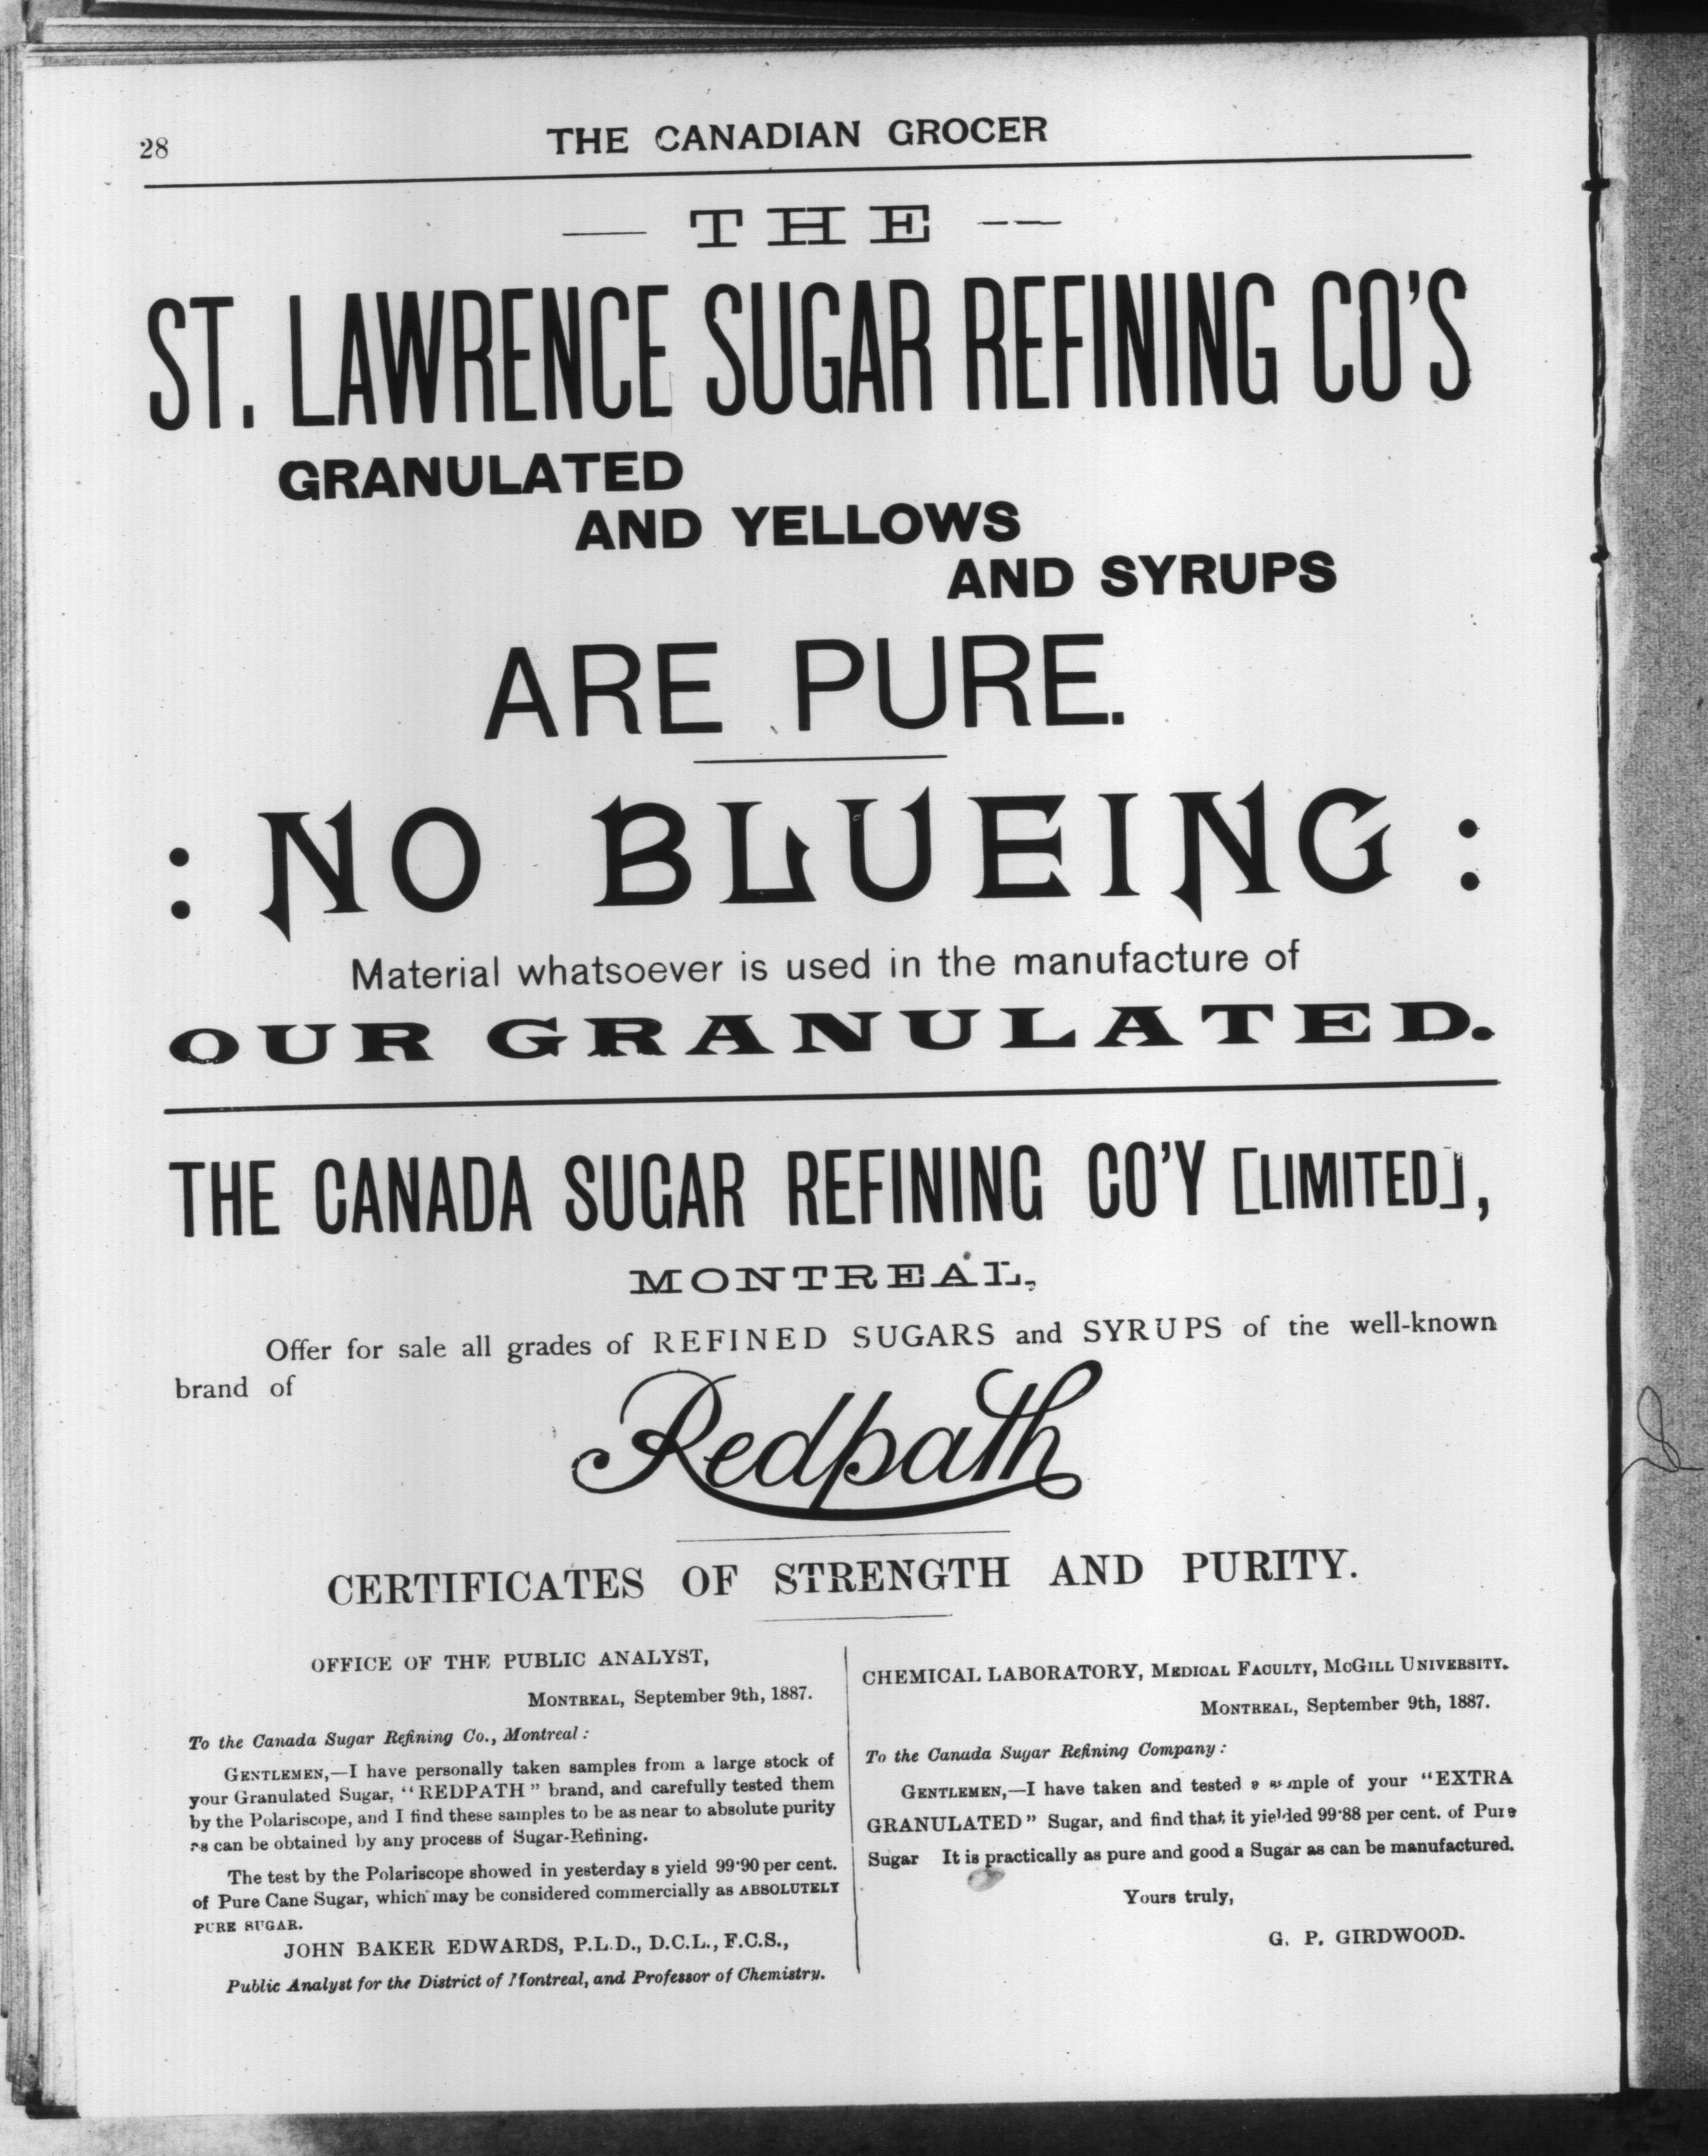 28
THE CANADIAN GROCER
— THE —
ST. LAWRENCE SUGAR REFINING CO'S
GRANULATED
AND YELLOWS
AND SYRUPS
ARE PURE.
: NO BLUEING :
Material whatsoever is used in the manufacture of
OUR GRANULATED.
THE CANADA SUGAR REFINING CO'Y [LIMITED],
MONTREAL,
Offer for sale all grades of REFINED SUGARS and SYRUPS of the well-known
brand of
Redpath
CERTIFICATES OF STRENGTH AND PURITY.
OFFICE OF THE PUBLIC ANALYST,
MONTREAL, September 9th, 1887.
To the Canada Sugar Refining Co., Montreal:
GENTLEMEN,—I have personally taken samples from a large stock of
your Granulated Sugar, "REDPATH" brand, and carefully tested them
by the Polariscope, and I find these samples to be as near to absolute purity
as can be obtained by any process of Sugar-Refining.
The test by the Polariscope showed in yesterday s yield 99·90 per cent.
of Pure Cane Sugar, which may be considered commercially as ABSOLUTELY
PURE SUGAR.
JOHN BAKER EDWARDS, P.L.D., D.C.L., F.C.S.,
Public Analyst for the District of Montreal, and Professor of Chemistry.
CHEMICAL LABORATORY, MEDICAL FACULTY, MCGILL UNIVERSITY.
MONTREAL, September 9th, 1887.
To the Canada Sugar Refining Company:
GENTLEMEN,—I have taken and tested a sample of your "EXTRA
GRANULATED" Sugar, and find that it yielded 99·88 per cent. of Pure
Sugar It is practically as pure and good a Sugar as can be manufactured.
Yours truly,
G. P. GIRDWOOD.